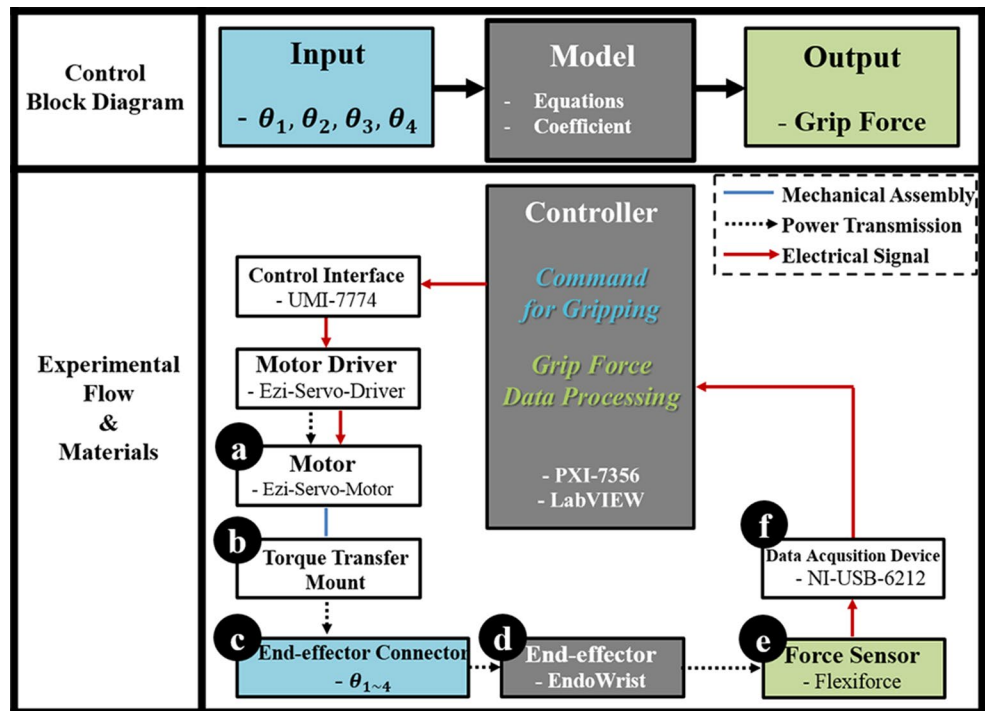 Control
Block Diagram
Input
- θ₁, θ₂, θ₃, θ₄
Model
- Equations
- Coefficient
Output
- Grip Force
Experimental
Flow
&
Materials
Mechanical Assembly
Power Transmission
Electrical Signal
Controller
Command
for Gripping
Grip Force
Data Processing
- PXI-7356
- LabVIEW
Control Interface
- UMI-7774
Motor Driver
- Ezi-Servo-Driver
a
Motor
- Ezi-Servo-Motor
b
Torque Transfer
Mount
c
End-effector Connector
- θ₁~₄
d
End-effector
- EndoWrist
e
Force Sensor
- Flexiforce
f
Data Acqusition Device
- NI-USB-6212